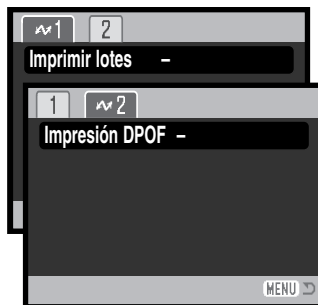 1 2
Imprimir lotes –
1 2
Impresión DPOF –
MENU